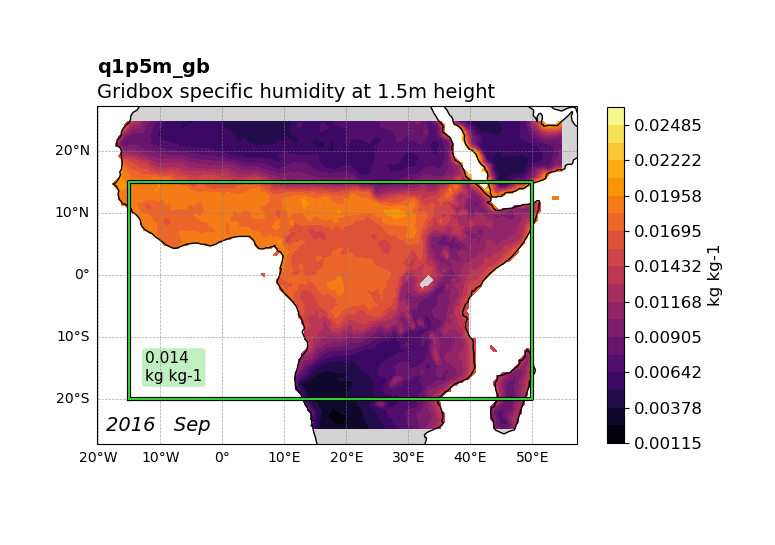 q1p5m_gb
Gridbox specific humidity at 1.5m height
20°N
10°N
0°
10°S
20°S
0.014
kg kg-1
2016 Sep
20°W 10°W 0° 10°E 20°E 30°E 40°E 50°E
0.02485
0.02222
0.01958
0.01695
0.01432
0.01168
0.00905
0.00642
0.00378
0.00115
kg kg-1